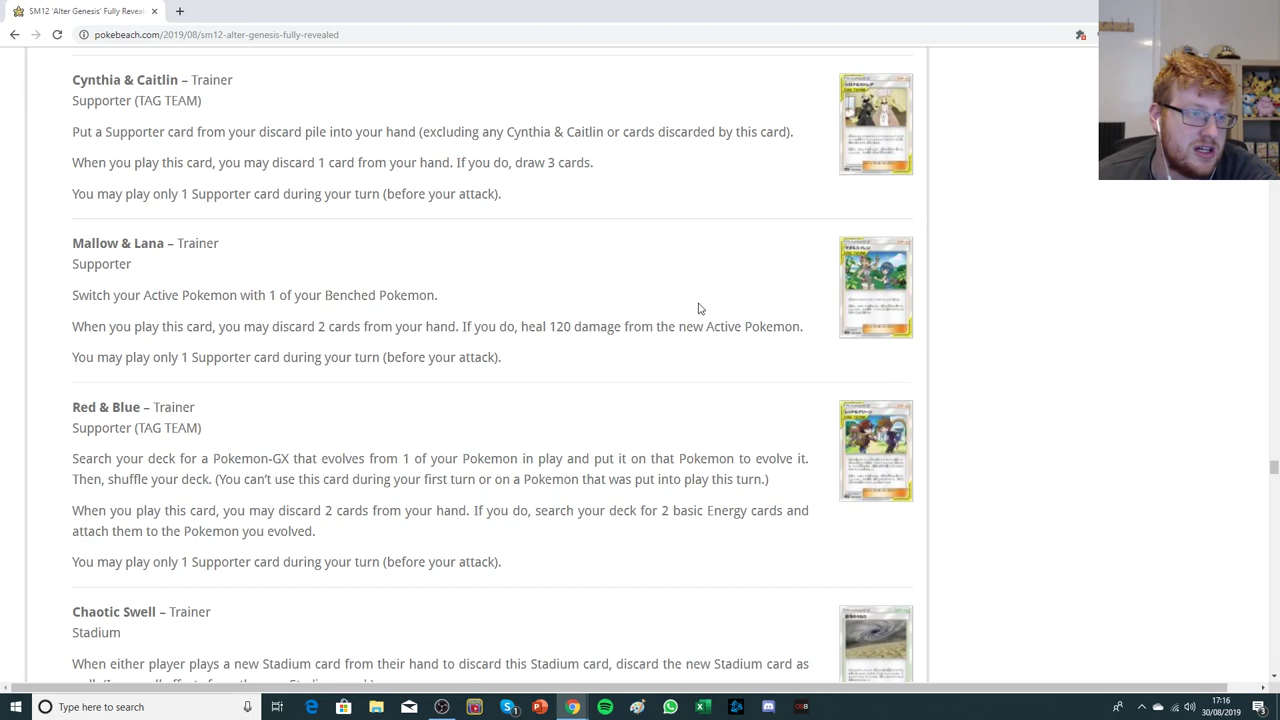 SM12 'Alter Genesis' Fully Reveal
pokebeach.com/2019/08/sm12-alter-genesis-fully-revealed
Cynthia & Caitlin – Trainer
Supporter (TAG TEAM)
Put a Supporter card from your discard pile into your hand (excluding any Cynthia & Caitlin or cards discarded by this card).
When you play this card, you may discard 1 card from your hand. If you do, draw 3 cards.
You may play only 1 Supporter card during your turn (before your attack).
Mallow & Lana – Trainer
Supporter
Switch your Active Pokemon with 1 of your Benched Pokemon.
When you play this card, you may discard 2 cards from your hand. If you do, heal 120 damage from the new Active Pokemon.
You may play only 1 Supporter card during your turn (before your attack).
Red & Blue – Trainer
Supporter (TAG TEAM)
Search your deck for a Pokemon-GX that evolves from 1 of your Pokemon in play and put it on that Pokemon to evolve it.
Shuffle your deck. (You can't use this card during your first turn or on a Pokemon that was put into play this turn.)
When you play this card, you may discard 2 cards from your hand. If you do, search your deck for 2 basic Energy cards and
attach them to the Pokemon you evolved.
You may play only 1 Supporter card during your turn (before your attack).
Chaotic Swell – Trainer
Stadium
When either player plays a new Stadium card from their hand to discard this Stadium card, discard the new Stadium card as
Type here to search
17:16
30/08/2019